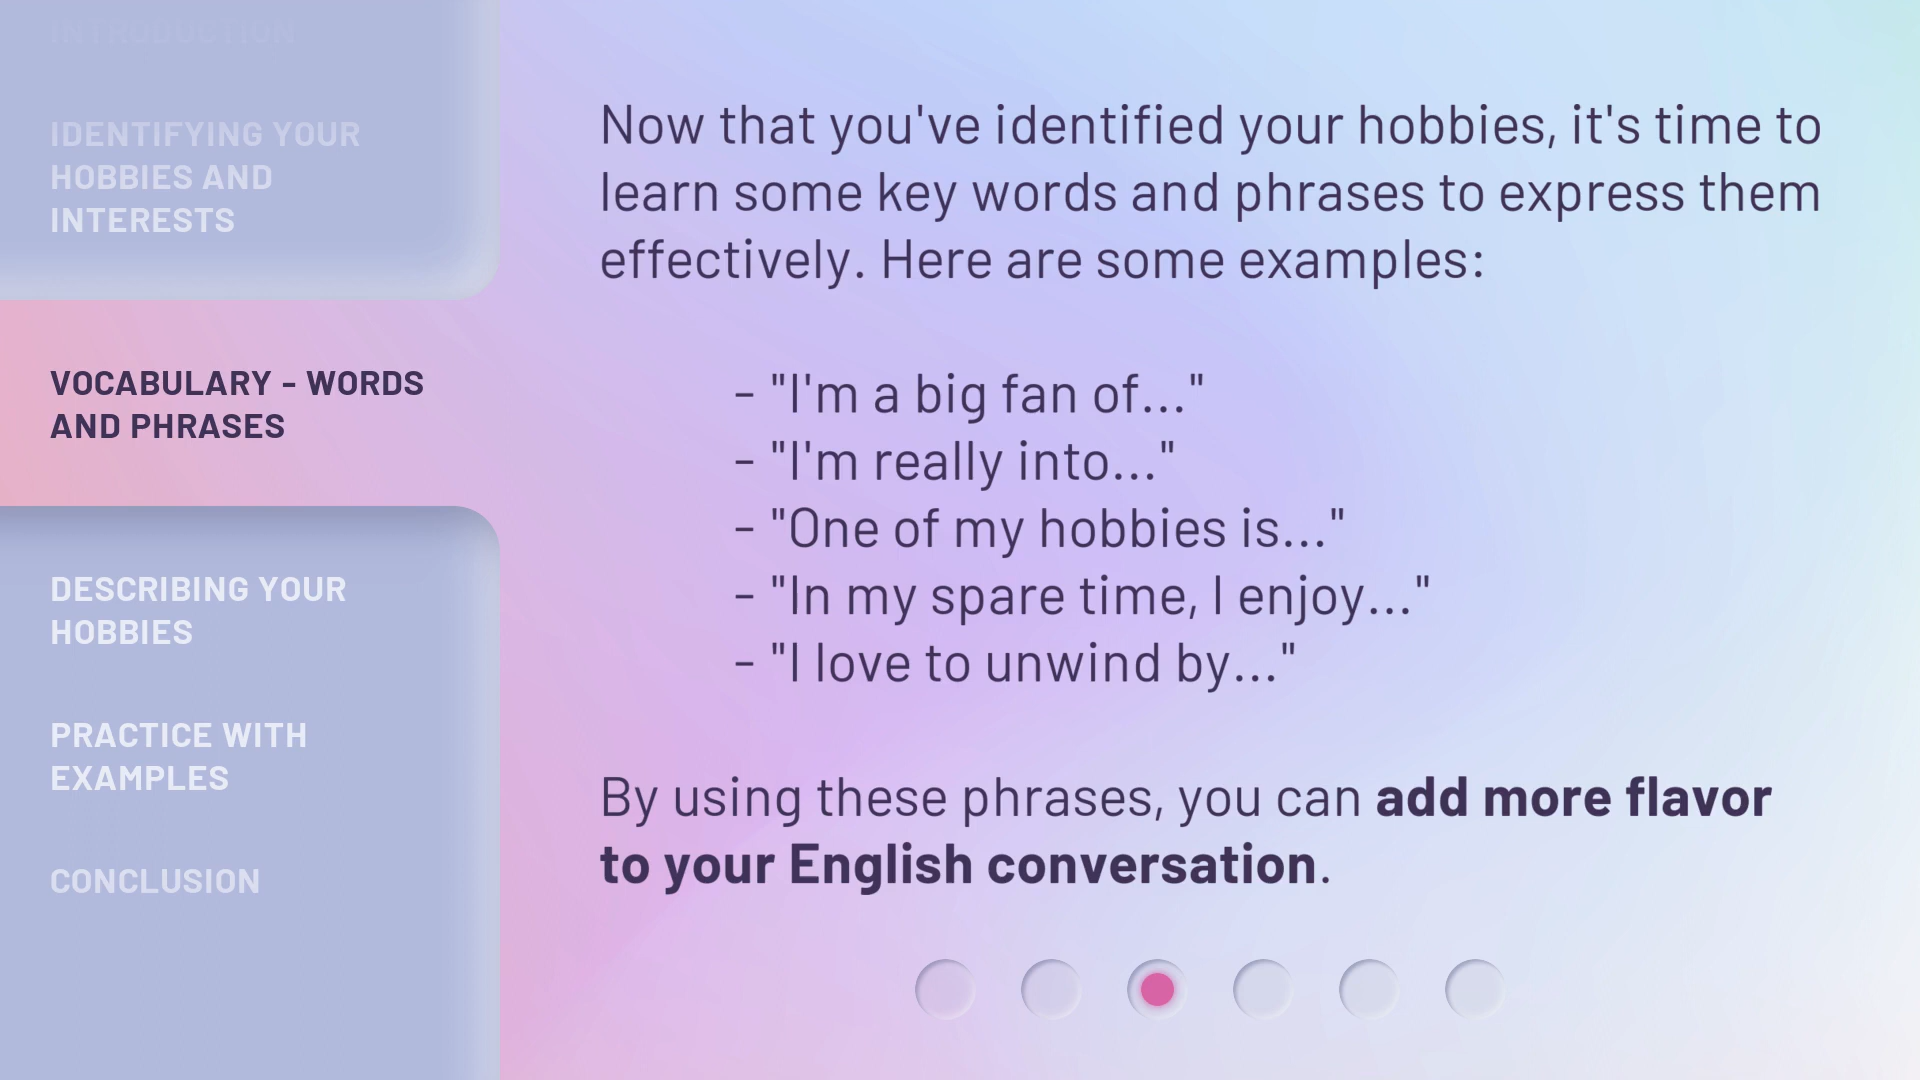 INTRODUCTION
IDENTIFYING YOUR
HOBBIES AND
INTERESTS
VOCABULARY - WORDS
AND PHRASES
DESCRIBING YOUR
HOBBIES
PRACTICE WITH
EXAMPLES
CONCLUSION
Now that you've identified your hobbies, it's time to
learn some key words and phrases to express them
effectively. Here are some examples:
- "I'm a big fan of..."
- "I'm really into..."
- "One of my hobbies is..."
- "In my spare time, I enjoy..."
- "I love to unwind by..."
By using these phrases, you can add more flavor
to your English conversation.